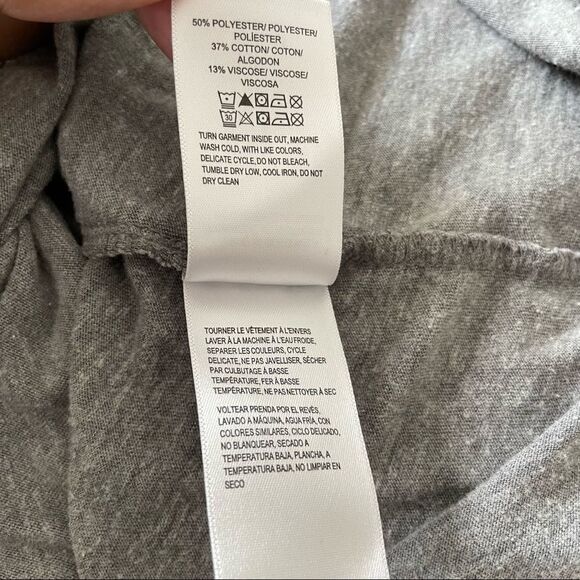 50% POLYESTER/ POLYESTER/
POLÍESTER
37% COTTON/ COTON/
ALGODON
13% VISCOSE/ VISCOSE/
VISCOSA
30
TURN GARMENT INSIDE OUT, MACHINE
WASH COLD, WITH LIKE COLORS,
DELICATE CYCLE, DO NOT BLEACH,
TUMBLE DRY LOW, COOL IRON, DO NOT
DRY CLEAN
TOURNER LE VÊTEMENT À L'ENVERS
LAVER À LA MACHINE À L'EAU FROIDE,
SEPARER LES COULEURS, CYCLE
DELICATE, NE PAS JAVELLISER, SÉCHER
PAR CULBUTAGE À BASSE
TEMPÉRATURE, FER À BASSE
TEMPÉRATURE, NE PAS NETTOYER À SEC
VOLTEAR PRENDA POR EL REVÉS,
LAVADO A MÁQUINA, AGUA FRÍA, CON
COLORES SIMILARES, CICLO DELICADO,
NO BLANQUEAR, SECADO A
TEMPERATURA BAJA, PLANCHA, A
TEMPERATURA BAJA, NO LIMPIAR EN
SECO